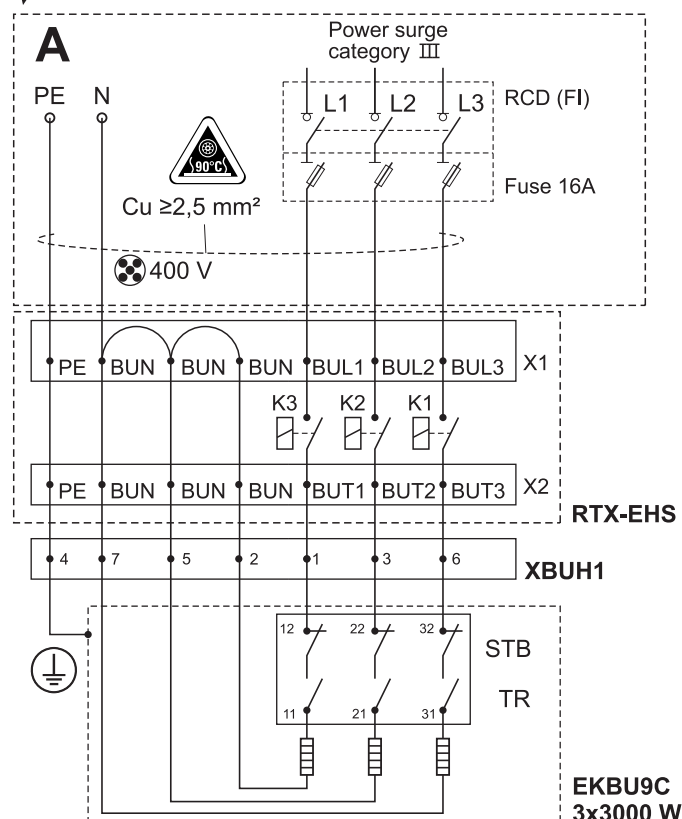 A
Power surge
category III
PE N
L1 L2 L3 RCD (FI)
90°C
Fuse 16A
Cu ≥2,5 mm²
400 V
PE BUN BUN BUN BUL1 BUL2 BUL3 X1
K3 K2 K1
PE BUN BUN BUN BUT1 BUT2 BUT3 X2
RTX-EHS
4 7 5 2 1 3 6
XBUH1
12 22 32
STB
TR
11 21 31
EKBU9C
3x3000 W